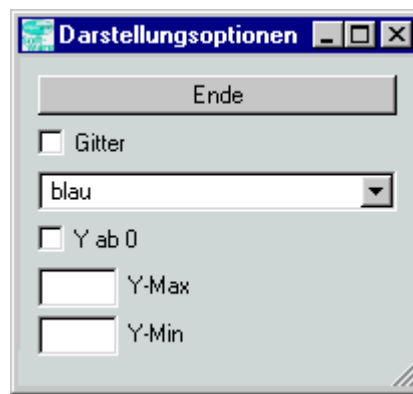 Darstellungsoptionen
Ende
Gitter
blau
Y ab 0
Y-Max
Y-Min